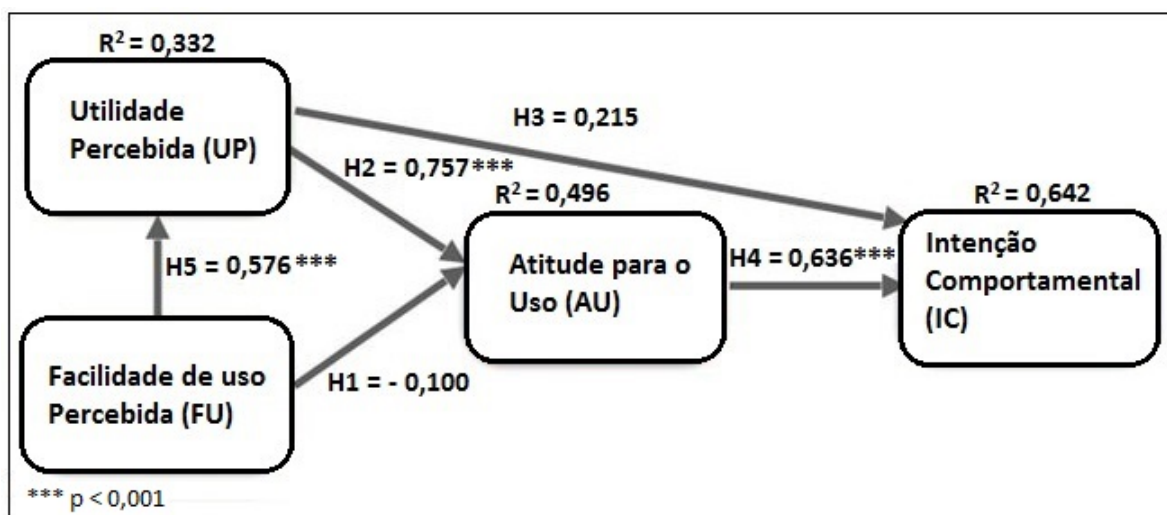 R² = 0,332
Utilidade
Percebida (UP)
H3 = 0,215
H2 = 0,757***
R² = 0,496
R² = 0,642
H5 = 0,576***
Atitude para o
Uso (AU)
H4 = 0,636***
Intenção
Comportamental
(IC)
Facilidade de uso
Percebida (FU)
H1 = - 0,100
*** p < 0,001